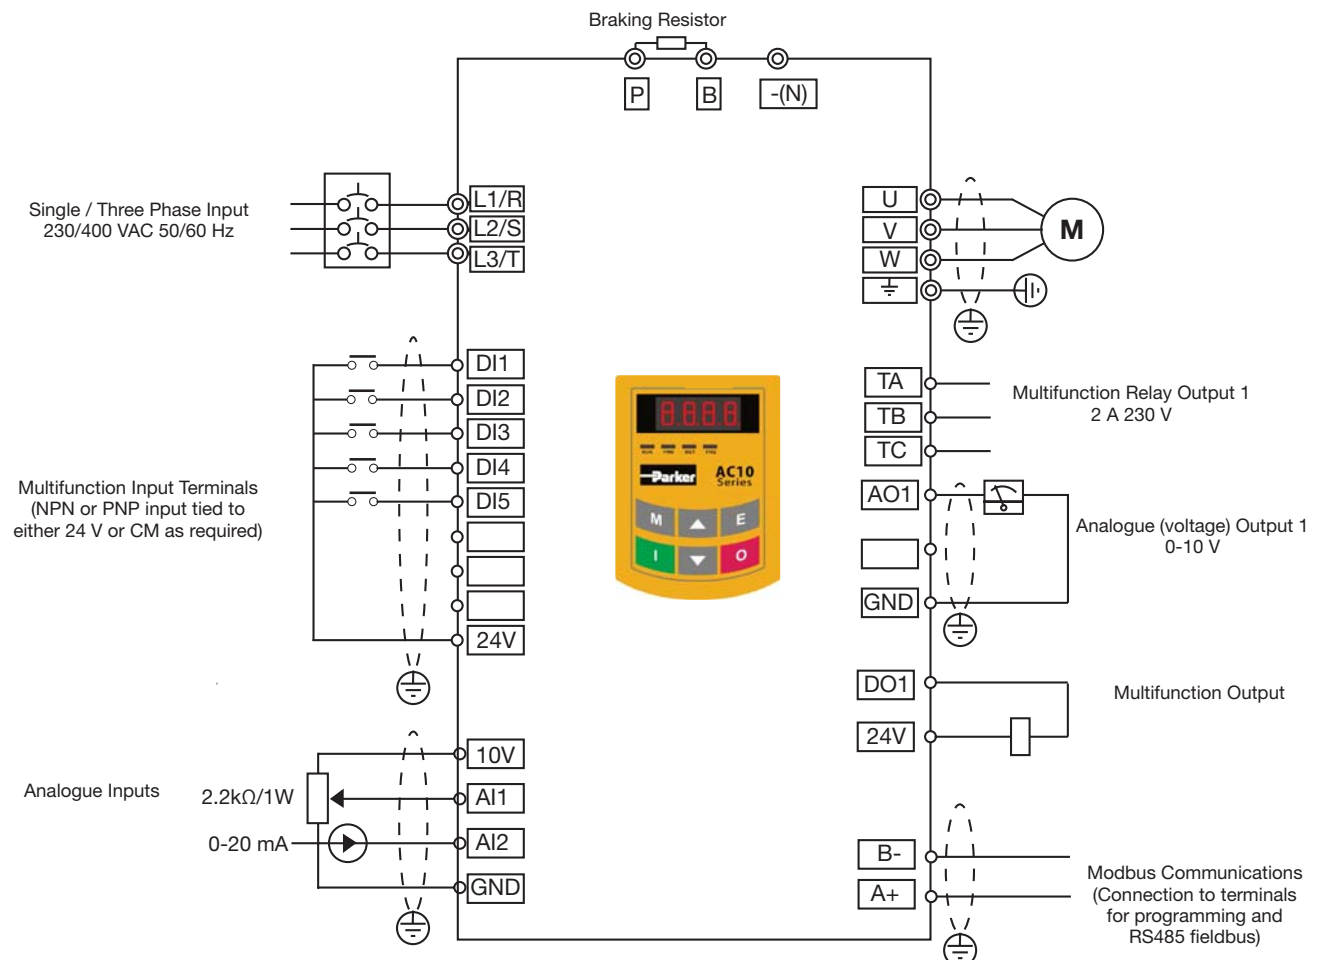 Braking Resistor
P
B
-(N)
Single / Three Phase Input
230/400 VAC 50/60 Hz
L1/R
L2/S
L3/T
U
V
W
M
DI1
DI2
DI3
DI4
DI5
24V
Multifunction Input Terminals
(NPN or PNP input tied to
either 24 V or CM as required)
8.8.8.8
Parker
AC10
Series
M
E
I
O
TA
TB
TC
Multifunction Relay Output 1
2 A 230 V
AO1
GND
Analogue (voltage) Output 1
0-10 V
DO1
24V
Multifunction Output
Analogue Inputs
2.2kΩ/1W
0-20 mA
10V
AI1
AI2
GND
B-
A+
Modbus Communications
(Connection to terminals
for programming and
RS485 fieldbus)